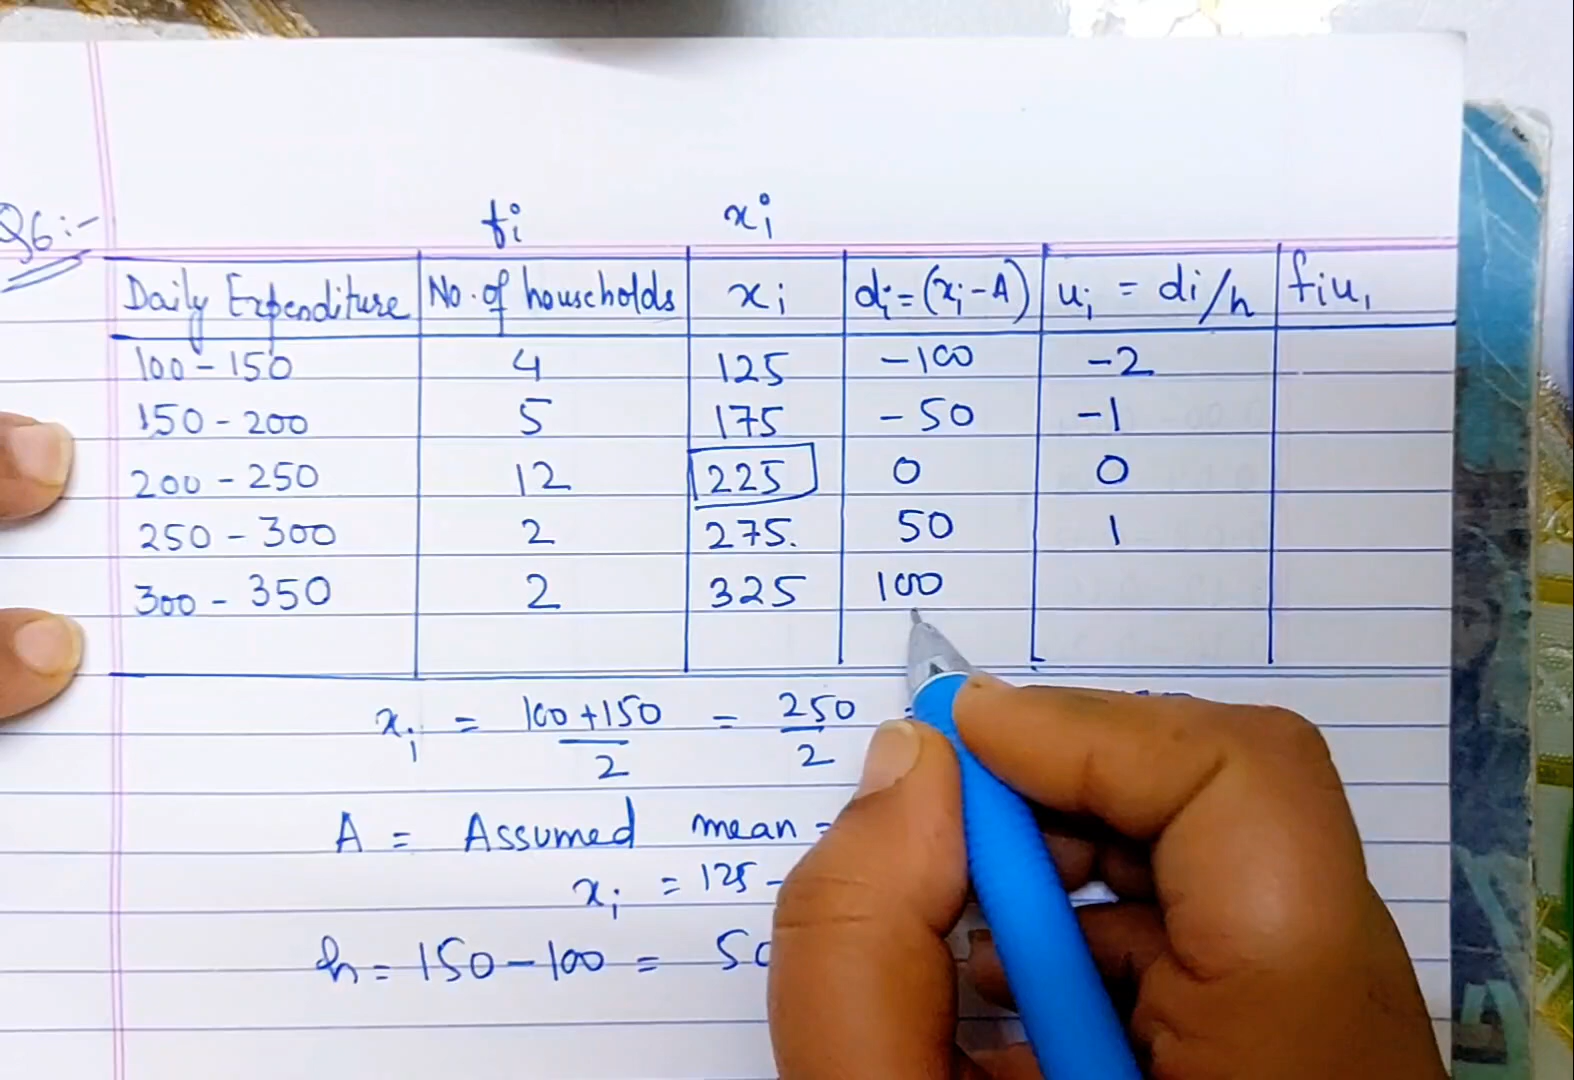 Q6:-
fi xi
Daily Expenditure No. of households xi di=(xi-A) ui = di/h fiui
100-150 4 125 -100 -2
150-200 5 175 -50 -1
200-250 12 225 0 0
250-300 2 275. 50 1
300-350 2 325 100
xi = 100+150/2 = 250/2
A = Assumed mean =
xi = 125 -
h = 150-100 = 50